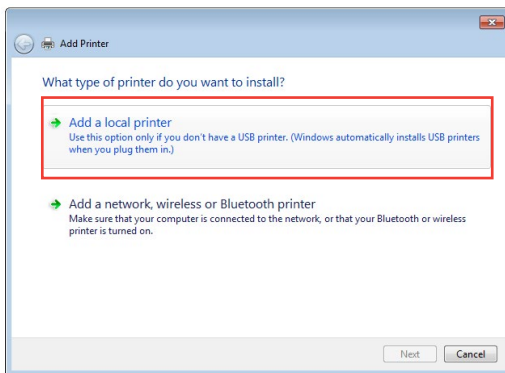 Add Printer
What type of printer do you want to install?
Add a local printer
Use this option only if you don't have a USB printer. (Windows automatically installs USB printers
when you plug them in.)
Add a network, wireless or Bluetooth printer
Make sure that your computer is connected to the network, or that your Bluetooth or wireless
printer is turned on.
Next Cancel